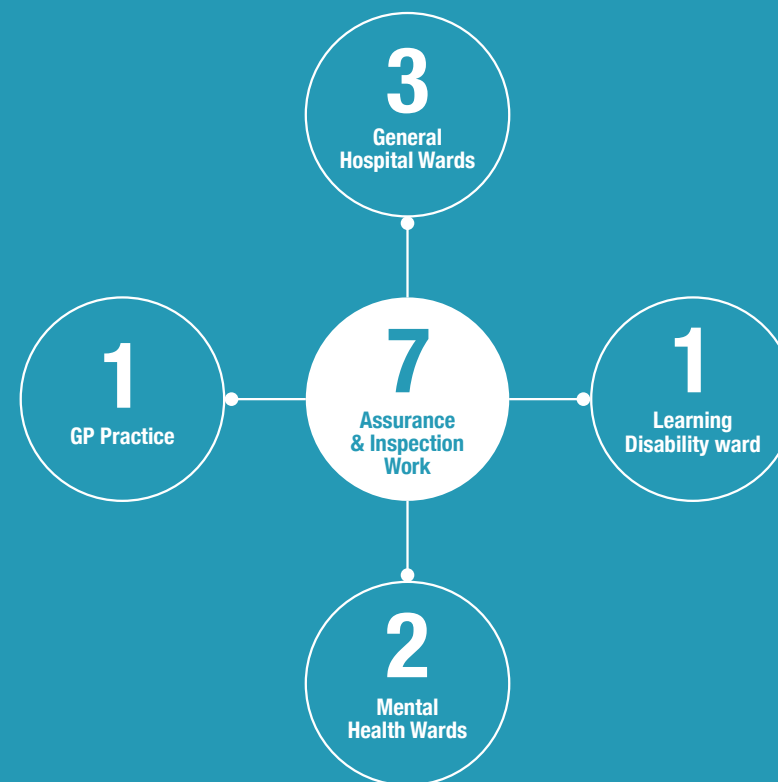 3
General
Hospital Wards
1
GP Practice
7
Assurance
& Inspection
Work
1
Learning
Disability ward
2
Mental
Health Wards